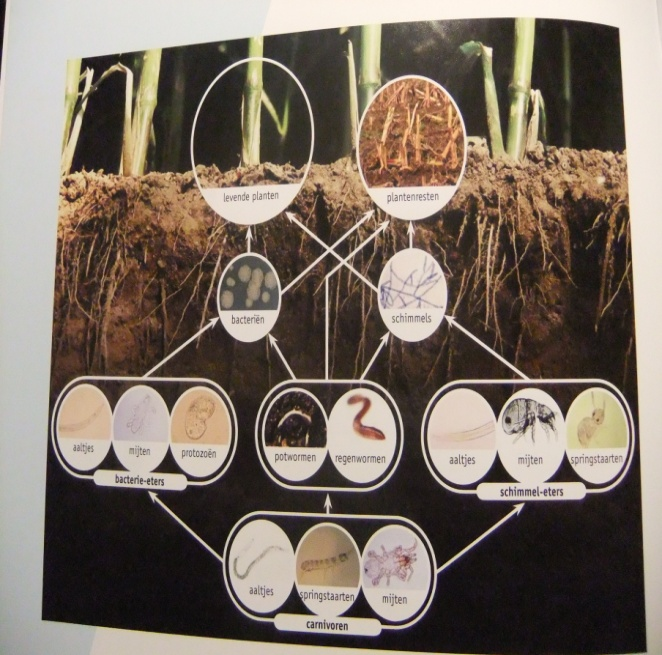 levende planten
plantenresten
bacteriën
schimmels
aaltjes
mijten
protozoën
bacterie-eters
potwormen
regenwormen
aaltjes
mijten
springstaarten
schimmel-eters
aaltjes
springstaarten
mijten
carnivoren